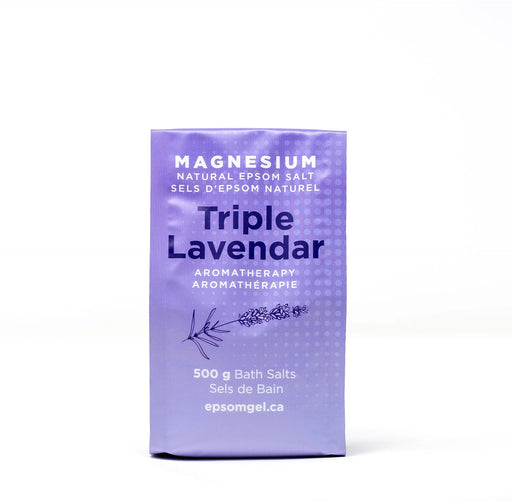 MAGNESIUM
NATURAL EPSOM SALT
SELS D'EPSOM NATUREL
Triple
Lavendar
AROMATHERAPY
AROMATHÉRAPIE
500 g Bath Salts
Sels de Bain
epsomgel.ca